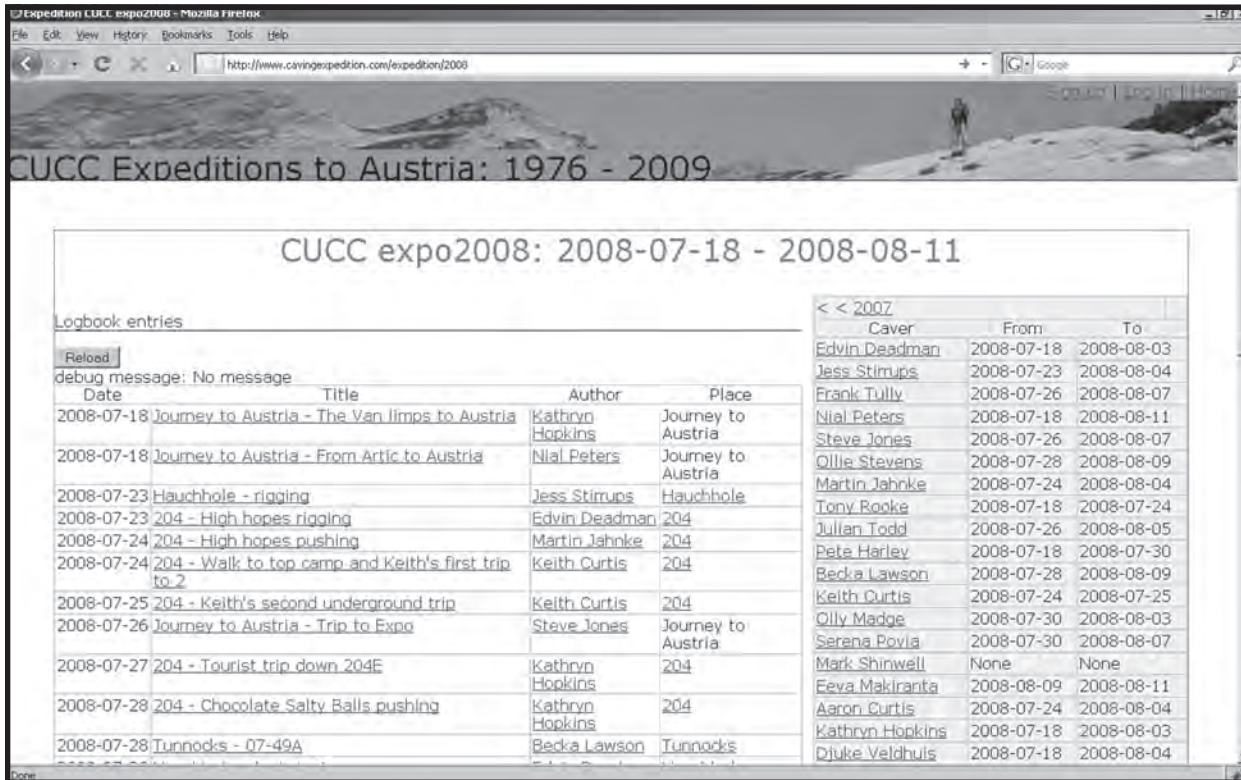 Expedition CUCC expo2008 - Mozilla Firefox
File Edit View History Bookmarks Tools Help
http://www.cavingexpedition.com/expedition/2008
Google
Sign up | Log In | Home
CUCC Expeditions to Austria: 1976 - 2009
CUCC expo2008: 2008-07-18 - 2008-08-11
Logbook entries
Reload
debug message: No message
Date Title Author Place
2008-07-18 Journey to Austria - The Van limps to Austria Kathryn Journey to
Hopkins Austria
2008-07-18 Journey to Austria - From Artic to Austria Nial Peters Journey to
Austria
2008-07-23 Hauchhole - rigging Jess Stirrups Hauchhole
2008-07-23 204 - High hopes rigging Edvin Deadman 204
2008-07-24 204 - High hopes pushing Martin Jahnke 204
2008-07-24 204 - Walk to top camp and Keith's first trip Keith Curtis 204
to 2
2008-07-25 204 - Keith's second underground trip Keith Curtis 204
2008-07-26 Journey to Austria - Trip to Expo Steve Jones Journey to
Austria
2008-07-27 204 - Tourist trip down 204E Kathryn 204
Hopkins
2008-07-28 204 - Chocolate Salty Balls pushing Kathryn 204
Hopkins
2008-07-28 Tunnocks - 07-49A Becka Lawson Tunnocks
< < 2007
Caver From To
Edvin Deadman 2008-07-18 2008-08-03
Jess Stirrups 2008-07-23 2008-08-04
Frank Tully 2008-07-26 2008-08-07
Nial Peters 2008-07-18 2008-08-11
Steve Jones 2008-07-26 2008-08-07
Ollie Stevens 2008-07-28 2008-08-09
Martin Jahnke 2008-07-24 2008-08-04
Tony Rooke 2008-07-18 2008-07-24
Julian Todd 2008-07-26 2008-08-05
Pete Harley 2008-07-18 2008-07-30
Becka Lawson 2008-07-28 2008-08-09
Keith Curtis 2008-07-24 2008-07-25
Olly Madge 2008-07-30 2008-08-03
Serena Povia 2008-07-30 2008-08-07
Mark Shinwell None None
Eeva Makiranta 2008-08-09 2008-08-11
Aaron Curtis 2008-07-24 2008-08-04
Kathryn Hopkins 2008-07-18 2008-08-03
Djuke Veldhuis 2008-07-18 2008-08-04
Done